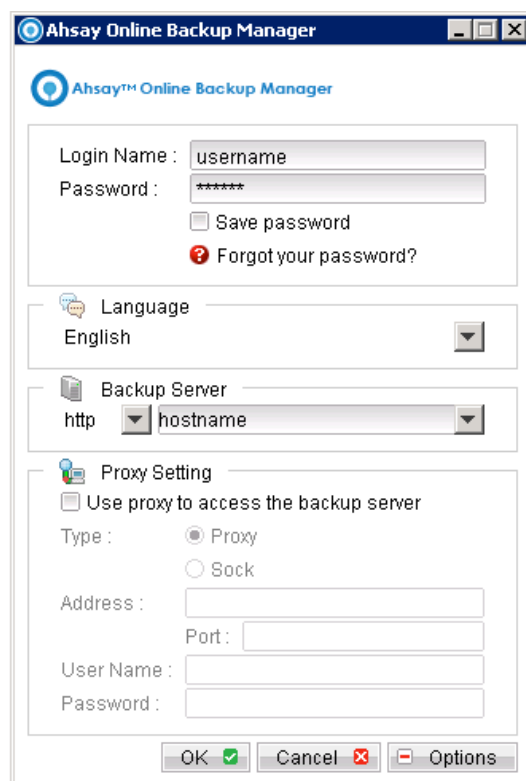 Ahsay Online Backup Manager
Ahsay™ Online Backup Manager
Login Name : username
Password : ******
Save password
Forgot your password?
Language
English
Backup Server
http hostname
Proxy Setting
Use proxy to access the backup server
Type : Proxy
Sock
Address :
Port :
User Name :
Password :
OK Cancel Options